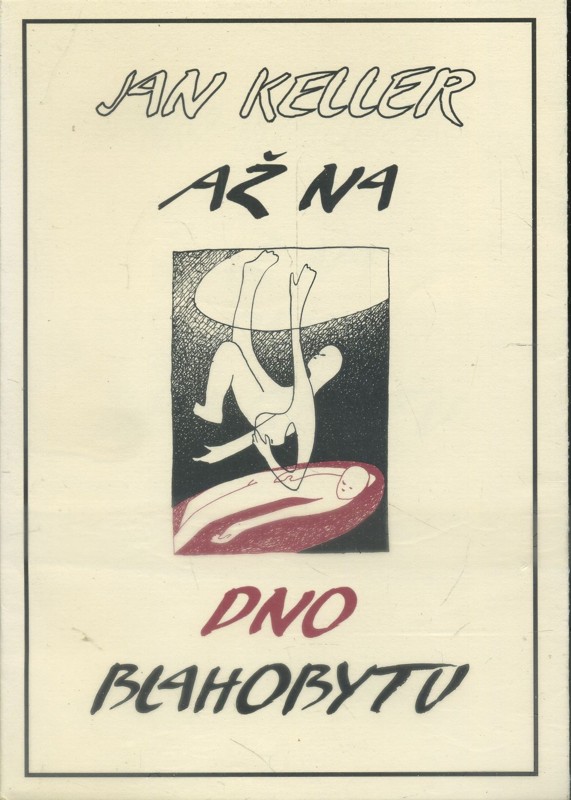 JAN KELLER
AŽ NA
DNO
BLAHOBYTU